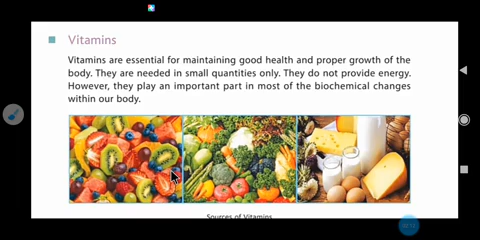 Vitamins
Vitamins are essential for maintaining good health and proper growth of the
body. They are needed in small quantities only. They do not provide energy.
However, they play an important part in most of the biochemical changes
within our body.
Sources of Vitamins